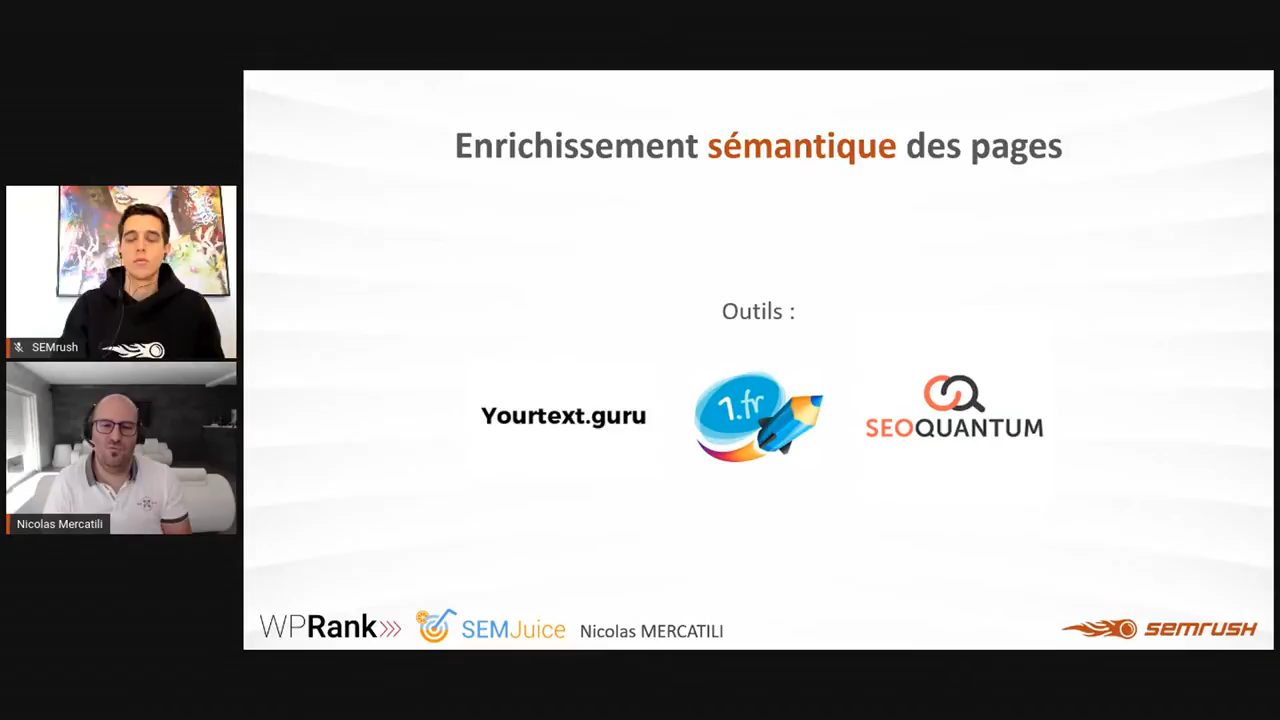 Enrichissement sémantique des pages
SEMrush
Outils :
Yourtext.guru
1.fr
SEOQUANTUM
Nicolas Mercatili
WPRank
SEMJuice
Nicolas MERCATILI
semrush